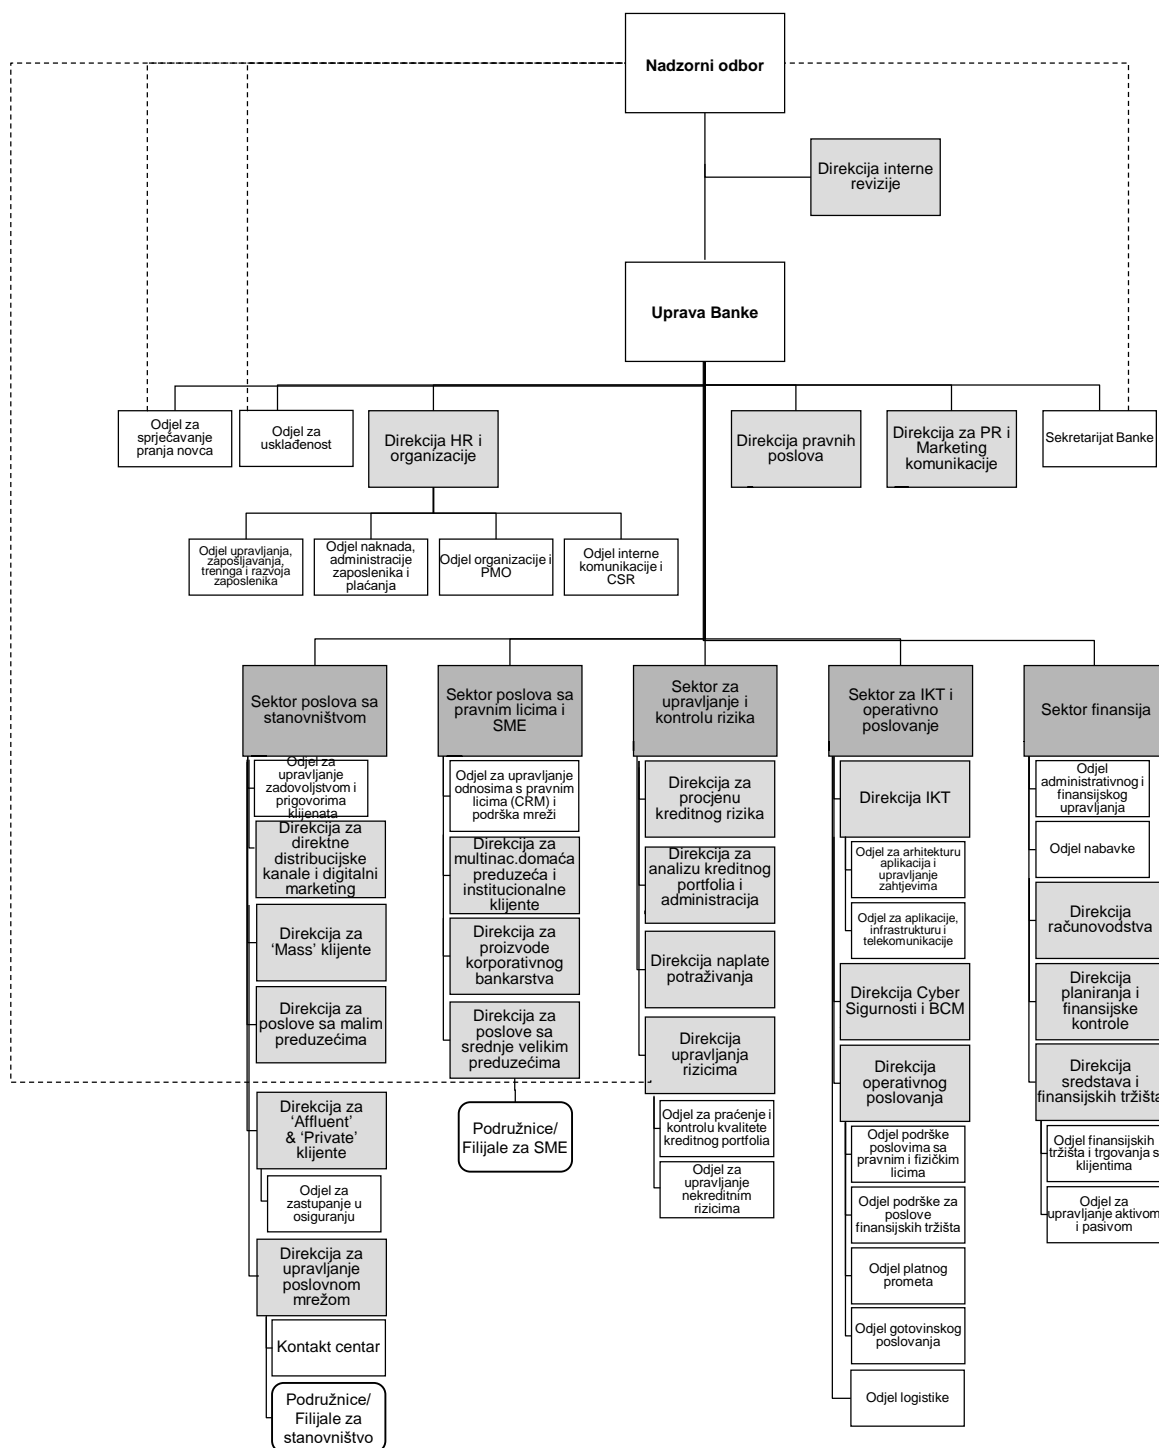 Nadzorni odbor
Direkcija interne
revizije
Uprava Banke
Odjel za
sprječavanje
pranja novca
Odjel za
usklađenost
Direkcija HR i
organizacije
Direkcija pravnih
poslova
Direkcija za PR i
Marketing
komunikacije
Sekretarijat Banke
Odjel upravljanja,
zapošljavanja,
trennga i razvoja
zaposlenika
Odjel naknada,
administracije
zaposlenika i
plaćanja
Odjel organizacije i
PMO
Odjel interne
komunikacije i
CSR
Sektor poslova sa
stanovništvom
Sektor poslova sa
pravnim licima i
SME
Sektor za
upravljanje i
kontrolu rizika
Sektor za IKT i
operativno
poslovanje
Sektor finansija
Odjel za
upravljanje
zadovoljstvom i
prigovorima
klijenata
Direkcija za
direktne
distribucijske
kanale i digitalni
marketing
Direkcija za
‘Mass’ klijente
Direkcija za
poslove sa malim
preduzećima
Direkcija za
‘Affluent’
& ‘Private’
klijente
Odjel za
zastupanje u
osiguranju
Direkcija za
upravljanje
poslovnom
mrežom
Kontakt centar
Podružnice/
Filijale za
stanovništvo
Odjel za upravljanje
odnosima s pravnim
licima (CRM) i
podrška mreži
Direkcija za
multinac.domaća
preduzeća i
institucionalne
klijente
Direkcija za
proizvode
korporativnog
bankarstva
Direkcija za
poslove sa
srednje velikim
preduzećima
Podružnice/
Filijale za SME
Direkcija za
procjenu
kreditnog rizika
Direkcija za
analizu kreditnog
portfolia i
administracija
Direkcija naplate
potraživanja
Direkcija
upravljanja
rizicima
Odjel za praćenje i
kontrolu kvalitete
kreditnog portfolia
Odjel za
upravljanje
nekreditnim
rizicima
Direkcija IKT
Odjel za arhitekturu
aplikacija i
upravljanje
zahtjevima
Odjel za aplikacije,
infrastrukturu i
telekomunikacije
Direkcija Cyber
Sigurnosti i BCM
Direkcija
operativnog
poslovanja
Odjel podrške
poslovima sa
pravnim i fizičkim
licima
Odjel podrške za
poslove
finansijskih tržišta
Odjel platnog
prometa
Odjel gotovinskog
poslovanja
Odjel logistike
Odjel
administrativnog i
finansijskog
upravljanja
Odjel nabavke
Direkcija
računovodstva
Direkcija
planiranja i
finansijske
kontrole
Direkcija
sredstava i
finansijskih tržišta
Odjel finansijskih
tržišta i trgovanja s
klijentima
Odjel za
upravljanje aktivom
i pasivom